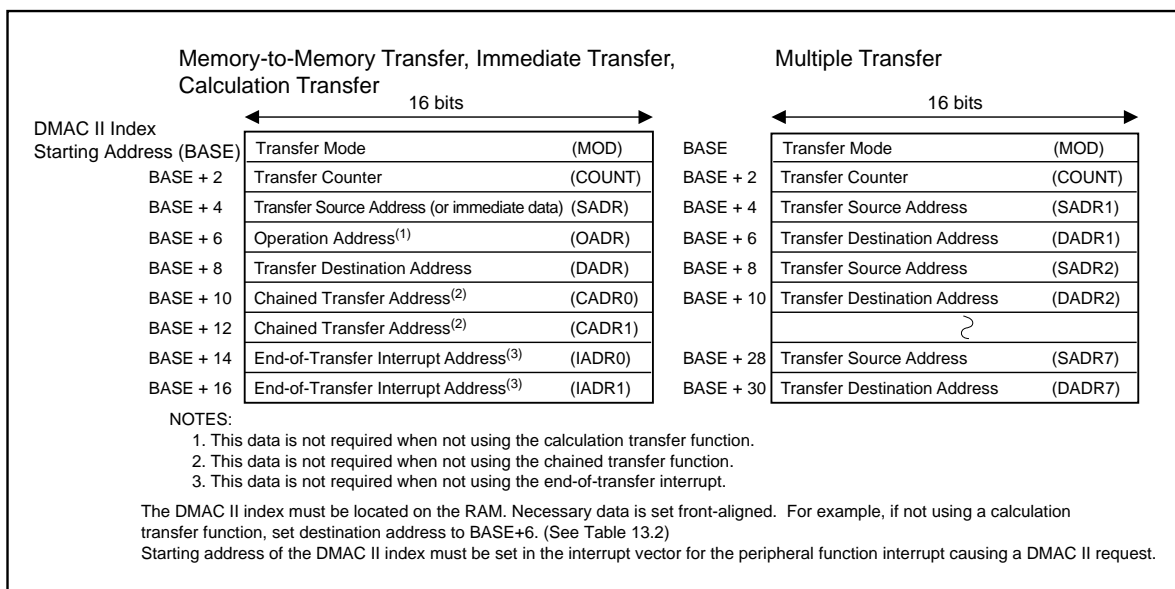 Memory-to-Memory Transfer, Immediate Transfer,
Calculation Transfer
16 bits
DMAC II Index
Starting Address (BASE) Transfer Mode (MOD)
BASE + 2 Transfer Counter (COUNT)
BASE + 4 Transfer Source Address (or immediate data) (SADR)
BASE + 6 Operation Address(1) (OADR)
BASE + 8 Transfer Destination Address (DADR)
BASE + 10 Chained Transfer Address(2) (CADR0)
BASE + 12 Chained Transfer Address(2) (CADR1)
BASE + 14 End-of-Transfer Interrupt Address(3) (IADR0)
BASE + 16 End-of-Transfer Interrupt Address(3) (IADR1)
Multiple Transfer
16 bits
BASE Transfer Mode (MOD)
BASE + 2 Transfer Counter (COUNT)
BASE + 4 Transfer Source Address (SADR1)
BASE + 6 Transfer Destination Address (DADR1)
BASE + 8 Transfer Source Address (SADR2)
BASE + 10 Transfer Destination Address (DADR2)
BASE + 28 Transfer Source Address (SADR7)
BASE + 30 Transfer Destination Address (DADR7)
NOTES:
1. This data is not required when not using the calculation transfer function.
2. This data is not required when not using the chained transfer function.
3. This data is not required when not using the end-of-transfer interrupt.
The DMAC II index must be located on the RAM. Necessary data is set front-aligned. For example, if not using a calculation
transfer function, set destination address to BASE+6. (See Table 13.2)
Starting address of the DMAC II index must be set in the interrupt vector for the peripheral function interrupt causing a DMAC II request.